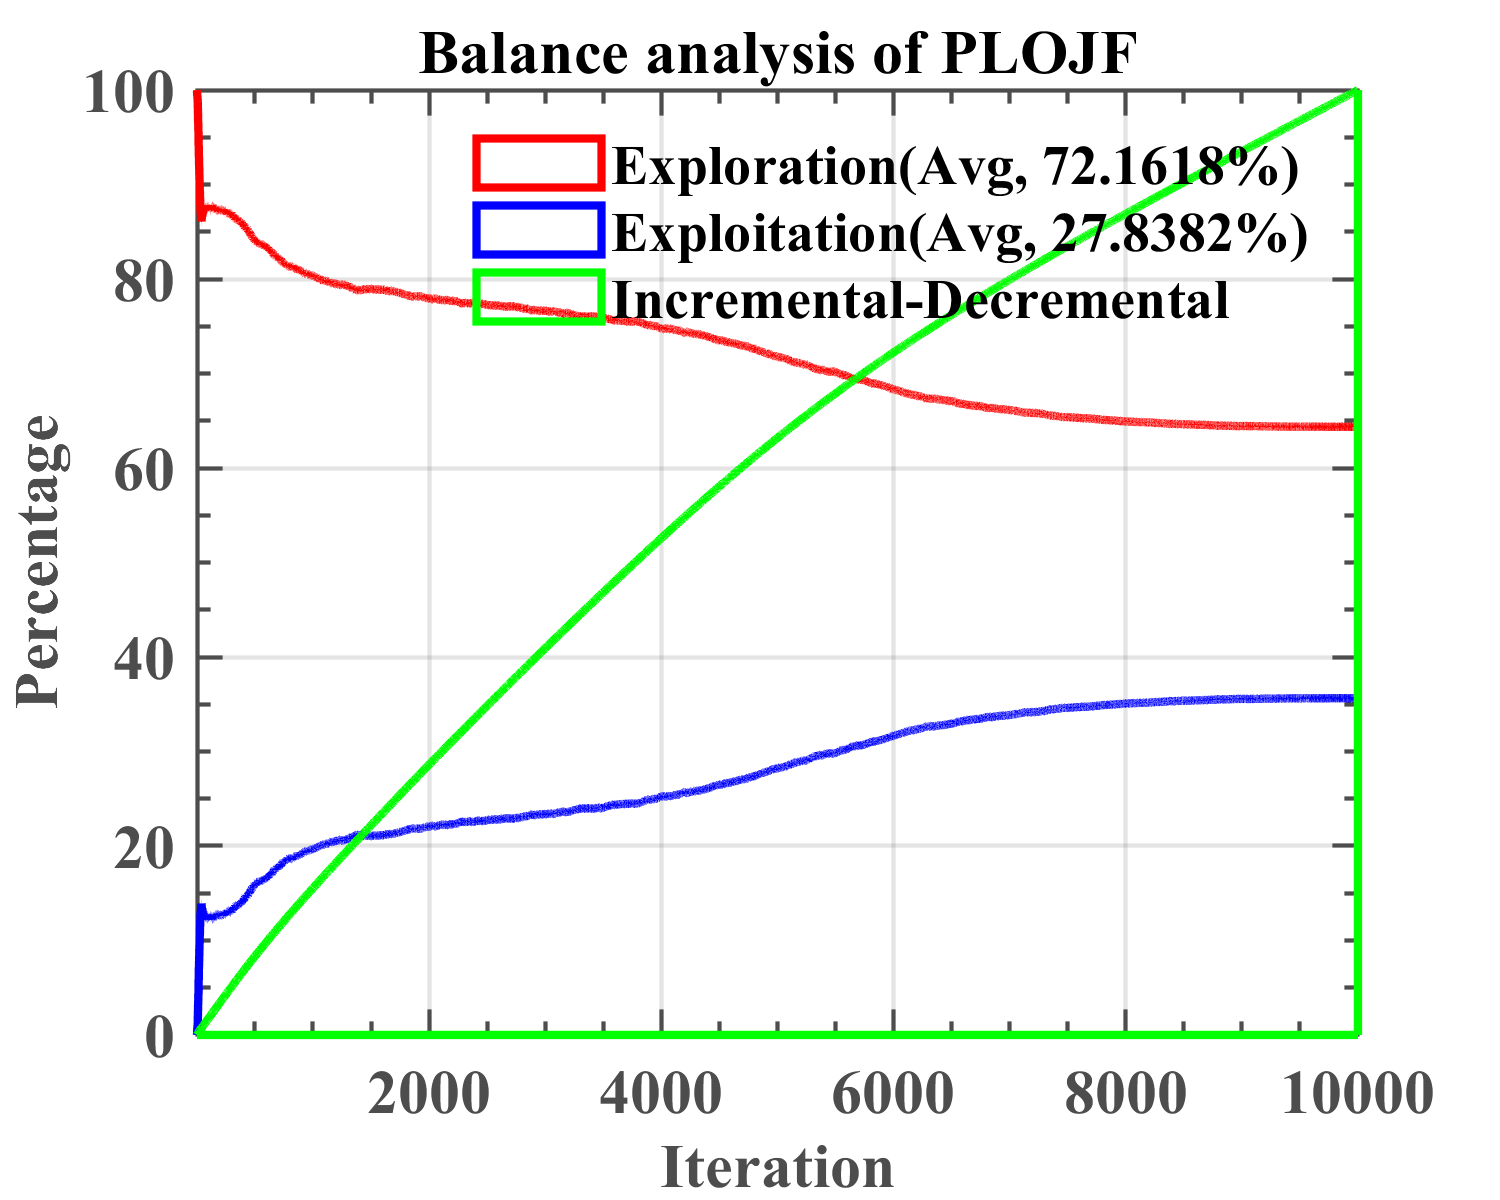 Balance analysis of PLOJF
100
80
60
40
20
0
Percentage
Exploration(Avg, 72.1618%)
Exploitation(Avg, 27.8382%)
Incremental-Decremental
2000 4000 6000 8000 10000
Iteration